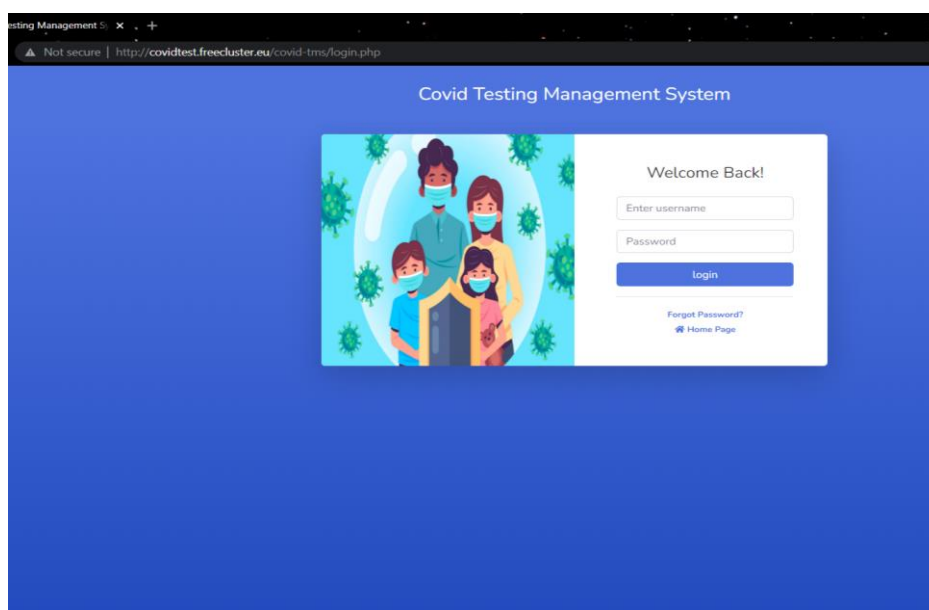 esting Management Sy × +
Not secure | http://covidtest.freecluster.eu/covid-tms/login.php
Covid Testing Management System
Welcome Back!
Enter username
Password
login
Forgot Password?
Home Page